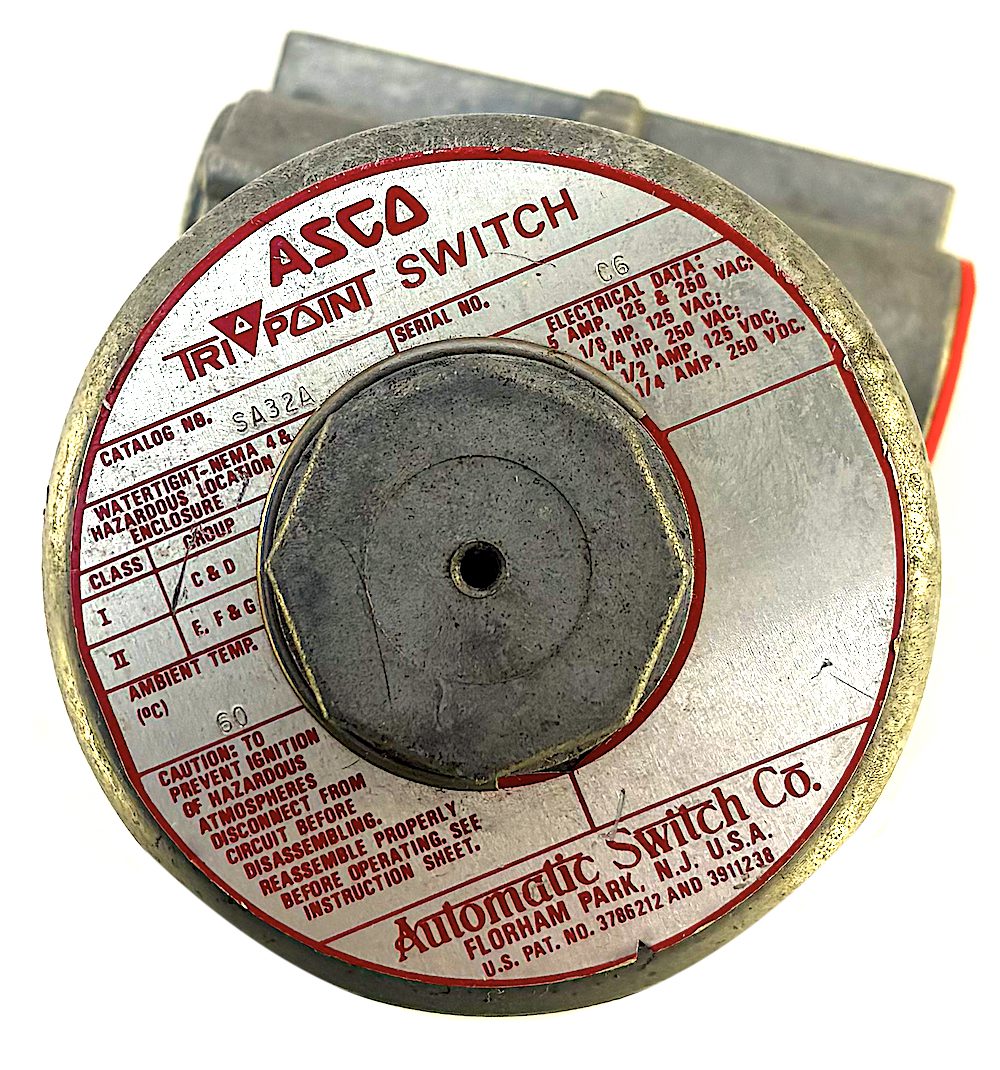 ASCO
TRI POINT SWITCH
CATALOG NO. SA32A
SERIAL NO. C6
ELECTRICAL DATA:
5 AMP, 125 & 250 VAC;
1/8 HP, 125 VAC;
1/4 HP, 250 VAC;
1/2 AMP, 125 VDC;
1/4 AMP, 250 VDC.
WATERTIGHT-NEMA 4 &
HAZARDOUS LOCATION
ENCLOSURE
CLASS GROUP
I C & D
II E, F & G
AMBIENT TEMP.
(ºC) 60
CAUTION: TO
PREVENT IGNITION
OF HAZARDOUS
ATMOSPHERES
DISCONNECT FROM
CIRCUIT BEFORE
DISASSEMBLING.
REASSEMBLE PROPERLY
BEFORE OPERATING. SEE
INSTRUCTION SHEET.
Automatic Switch Co.
FLORHAM PARK, N.J. U.S.A.
U.S. PAT. NO. 3786212 AND 3911238